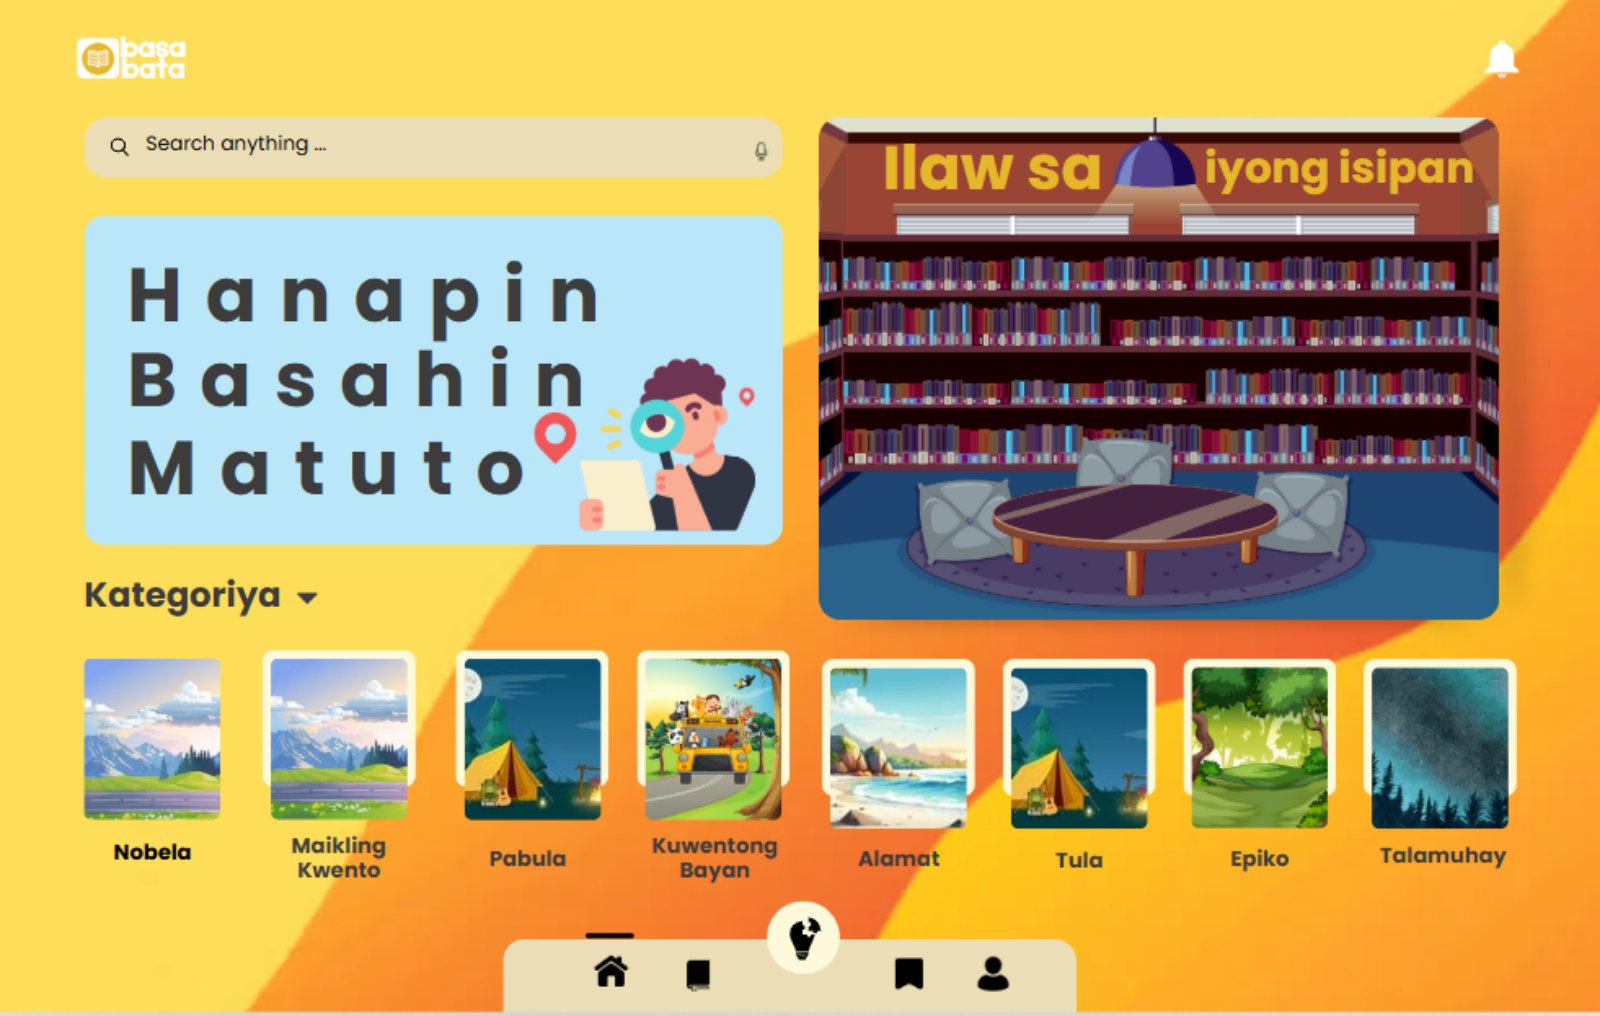 basa
bata
Search anything ...
Ilaw sa iyong isipan
Hanapin
Basahin
Matuto
Kategoriya
Nobela
Maikling
Kwento
Pabula
Kuwentong
Bayan
Alamat
Tula
Epiko
Talamuhay